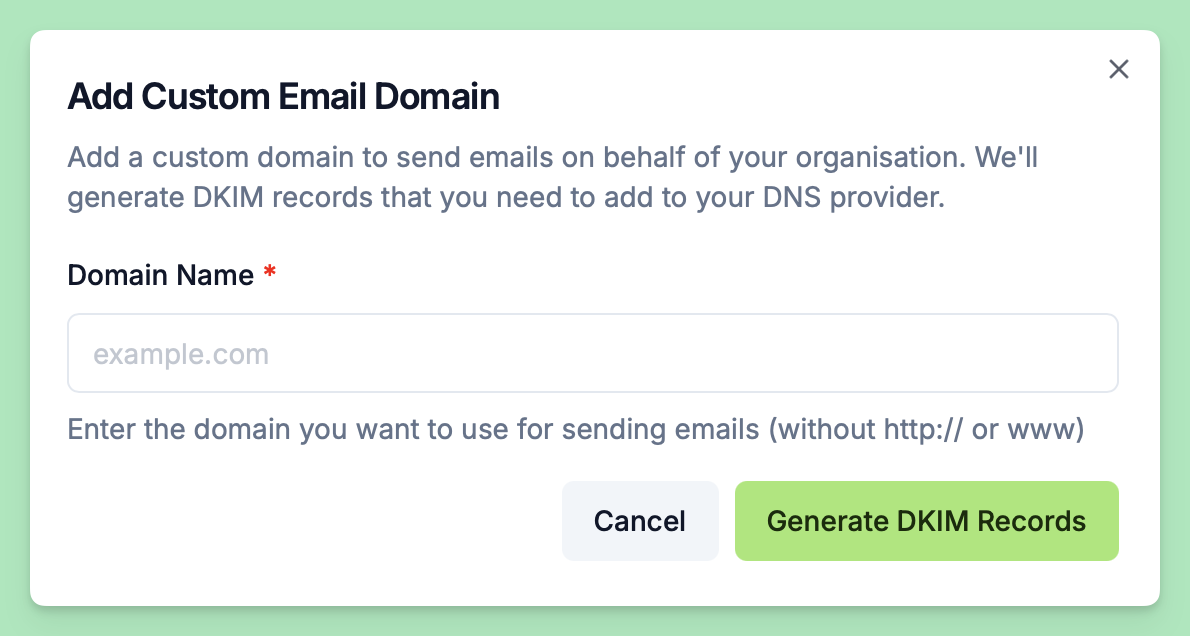 Add Custom Email Domain
Add a custom domain to send emails on behalf of your organisation. We'll
generate DKIM records that you need to add to your DNS provider.
Domain Name *
example.com
Enter the domain you want to use for sending emails (without http:// or www)
Cancel
Generate DKIM Records